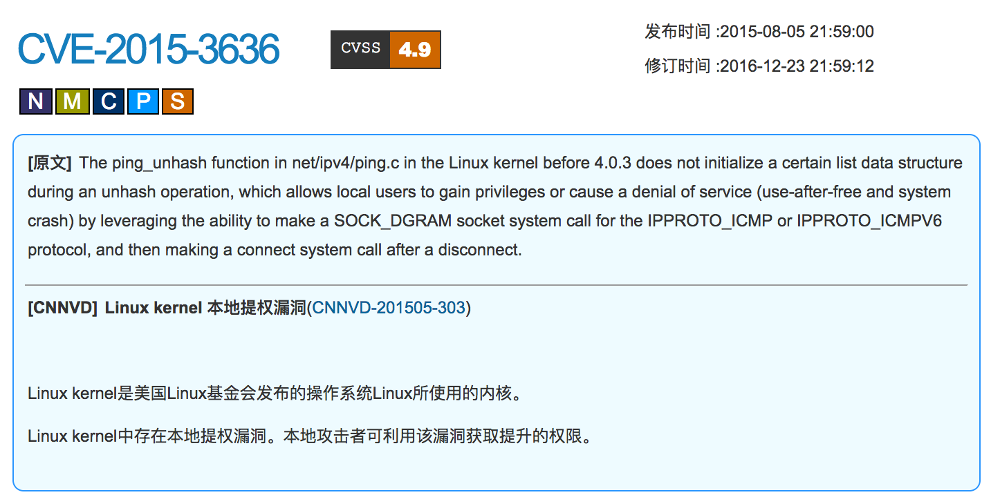 CVE-2015-3636
CVSS 4.9
发布时间 :2015-08-05 21:59:00
修订时间 :2016-12-23 21:59:12
N M C P S
[原文] The ping_unhash function in net/ipv4/ping.c in the Linux kernel before 4.0.3 does not initialize a certain list data structure
during an unhash operation, which allows local users to gain privileges or cause a denial of service (use-after-free and system
crash) by leveraging the ability to make a SOCK_DGRAM socket system call for the IPPROTO_ICMP or IPPROTO_ICMPV6
protocol, and then making a connect system call after a disconnect.
[CNNVD] Linux kernel 本地提权漏洞(CNNVD-201505-303)
Linux kernel是美国Linux基金会发布的操作系统Linux所使用的内核。
Linux kernel中存在本地提权漏洞。本地攻击者可利用该漏洞获取提升的权限。